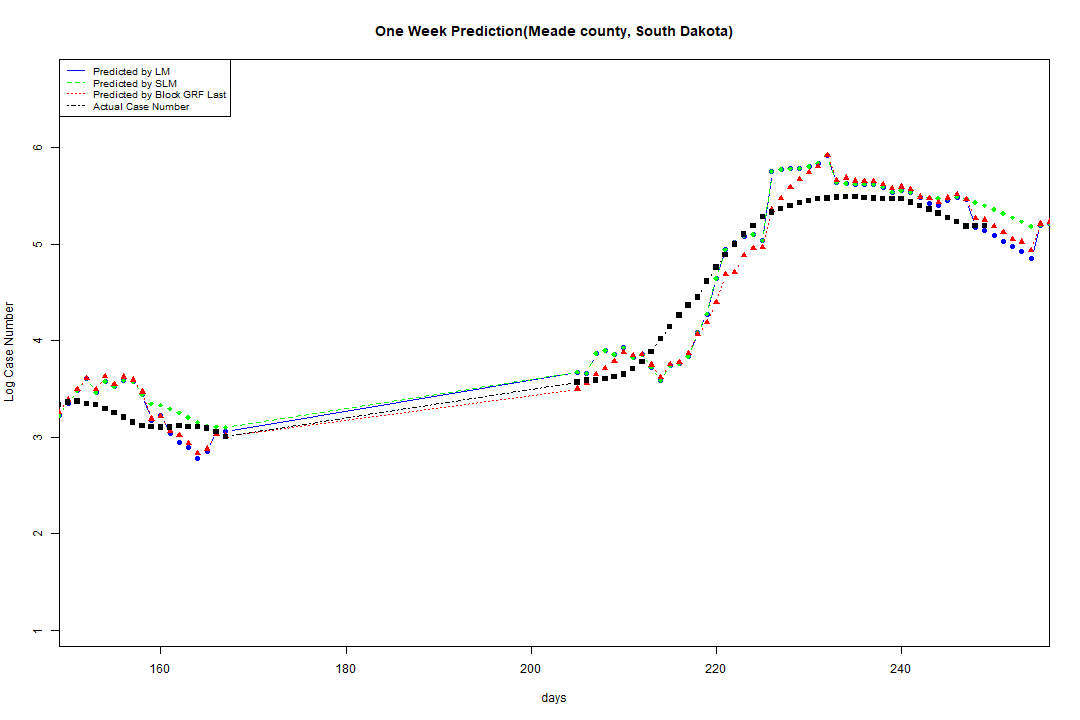 One Week Prediction(Meade county, South Dakota)
Predicted by LM
Predicted by SLM
Predicted by Block GRF Last
Actual Case Number
6
5
4
3
2
1
Log Case Number
160 180 200 220 240
days